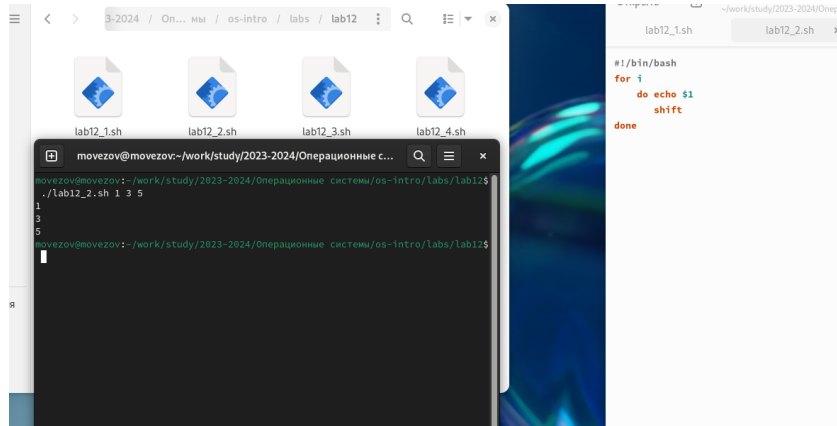 3-2024 / Оп… мы / os-intro / labs / lab12
lab12_1.sh
lab12_2.sh
lab12_3.sh
lab12_4.sh
movezov@movezov:~/work/study/2023-2024/Операционные с…
movezov@movezov:~/work/study/2023-2024/Операционные системы/os-intro/labs/lab12$
./lab12_2.sh 1 3 5
1
3
5
movezov@movezov:~/work/study/2023-2024/Операционные системы/os-intro/labs/lab12$
я
~/work/study/2023-2024/Опер
lab12_1.sh
lab12_2.sh
#!/bin/bash
for i
do echo $1
shift
done